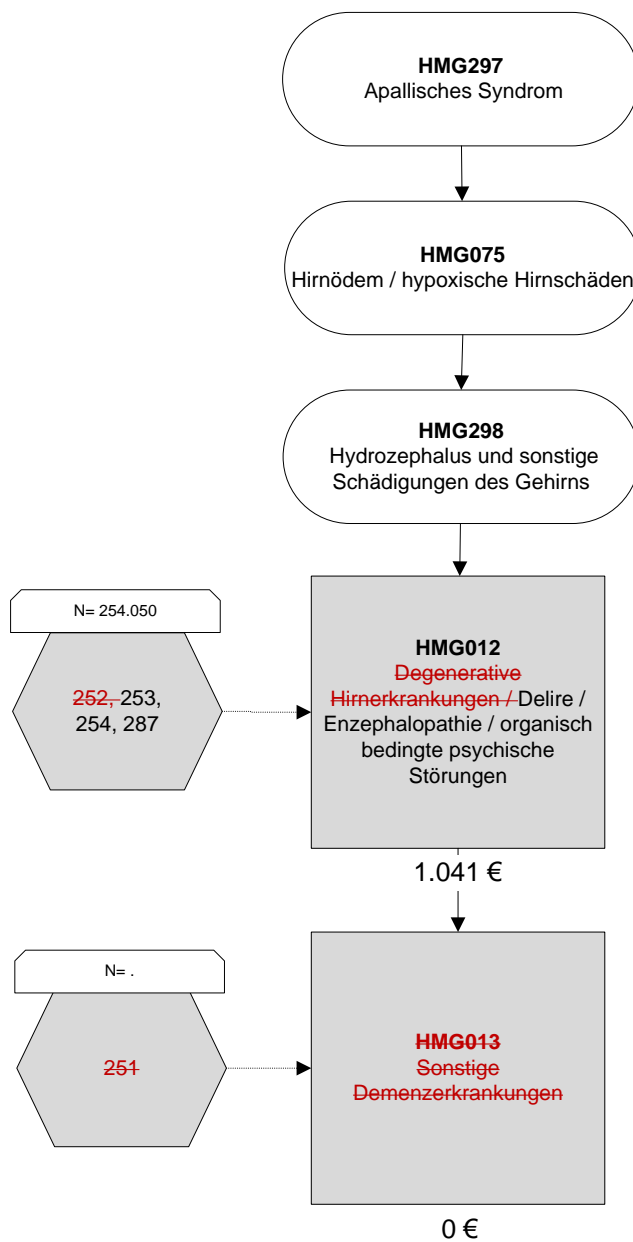 HMG297
Apallisches Syndrom
HMG075
Hirnödem / hypoxische Hirnschäden
HMG298
Hydrozephalus und sonstige
Schädigungen des Gehirns
N= 254.050
252, 253,
254, 287
HMG012
Degenerative
Hirnerkrankungen / Delire /
Enzephalopathie / organisch
bedingte psychische
Störungen
1.041 €
N= .
251
HMG013
Sonstige
Demenzerkrankungen
0 €